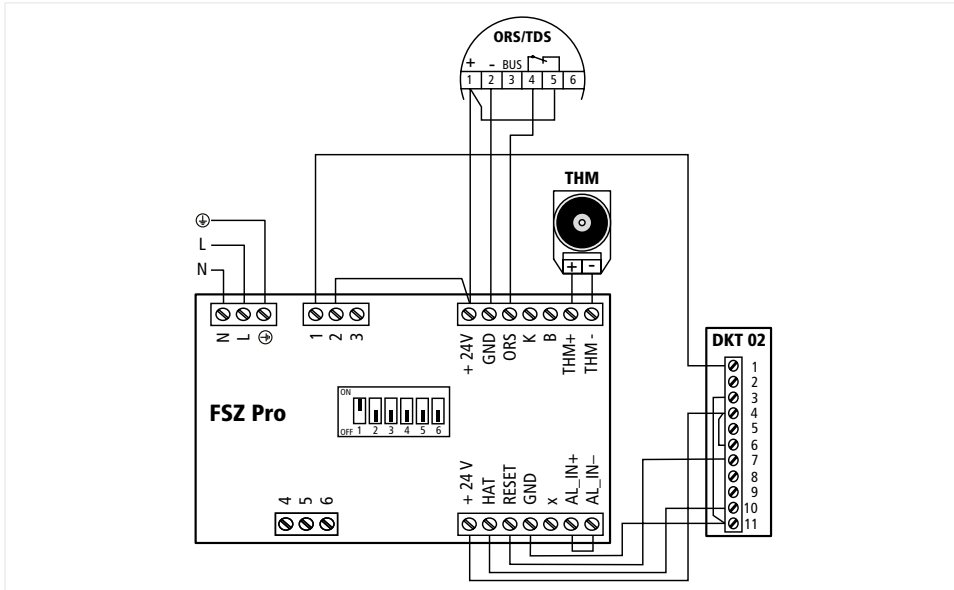 ORS/TDS
+ - BUS
1 2 3 4 5 6
THM
+ -
L
N
N L
1 2 3
+ 24V GND ORS K B THM+ THM -
DKT 02
1
2
3
4
5
6
7
8
9
10
11
FSZ Pro
ON
OFF 1 2 3 4 5 6
4 5 6
+ 24 V HAT RESET GND x AL_IN+ AL_IN–